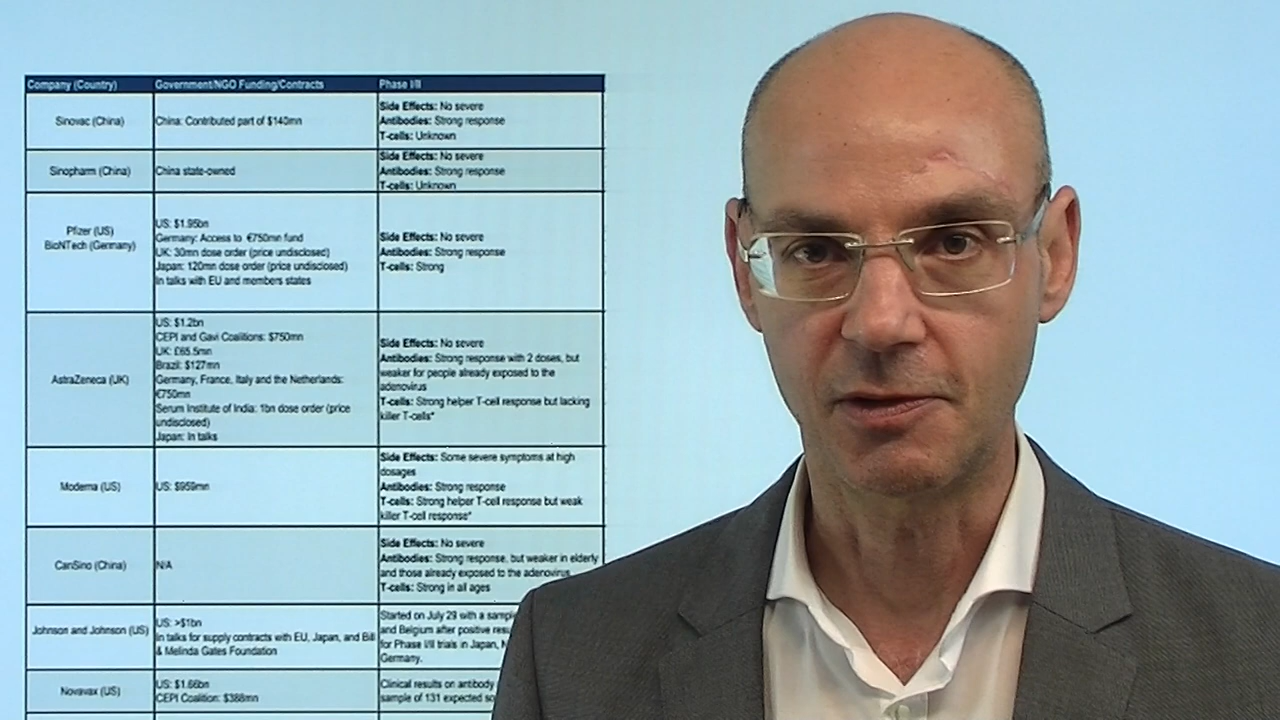 Company (Country) Government/NGO Funding/Contracts Phase I/II
Sinovac (China)
China: Contributed part of $140mn
Side Effects: No severe
Antibodies: Strong response
T-cells: Unknown
Sinopharm (China)
China state-owned
Side Effects: No severe
Antibodies: Strong response
T-cells: Unknown
Pfizer (US)
BioNTech (Germany)
US: $1.95bn
Germany: Access to €750mn fund
UK: 30mn dose order (price undisclosed)
Japan: 120mn dose order (price undisclosed)
In talks with EU and members states
Side Effects: No severe
Antibodies: Strong response
T-cells: Strong
AstraZeneca (UK)
US: $1.2bn
CEPI and Gavi Coalitions: $750mn
UK: £65.5mn
Brazil: $127mn
Germany, France, Italy and the Netherlands:
€750mn
Serum Institute of India: 1bn dose order (price
undisclosed)
Japan: In talks
Side Effects: No severe
Antibodies: Strong response with 2 doses, but
weaker for people already exposed to the
adenovirus
T-cells: Strong helper T-cell response but lacking
killer T-cells*
Moderna (US)
US: $959mn
Side Effects: Some severe symptoms at high
dosages
Antibodies: Strong response
T-cells: Strong helper T-cell response but weak
killer T-cell response*
CanSino (China)
N/A
Side Effects: No severe
Antibodies: Strong response, but weaker in elderly
and those already exposed to the adenovirus
T-cells: Strong in all ages
Johnson and Johnson (US)
US: >$1bn
In talks for supply contracts with EU, Japan, and Bill
& Melinda Gates Foundation
Started on July 29 with a
and Belgium after positive
for Phase I/II trials in Japan,
Germany.
Novavax (US)
US: $1.66bn
CEPI Coalition: $388mn
Clinical results on antibody
sample of 131 expected